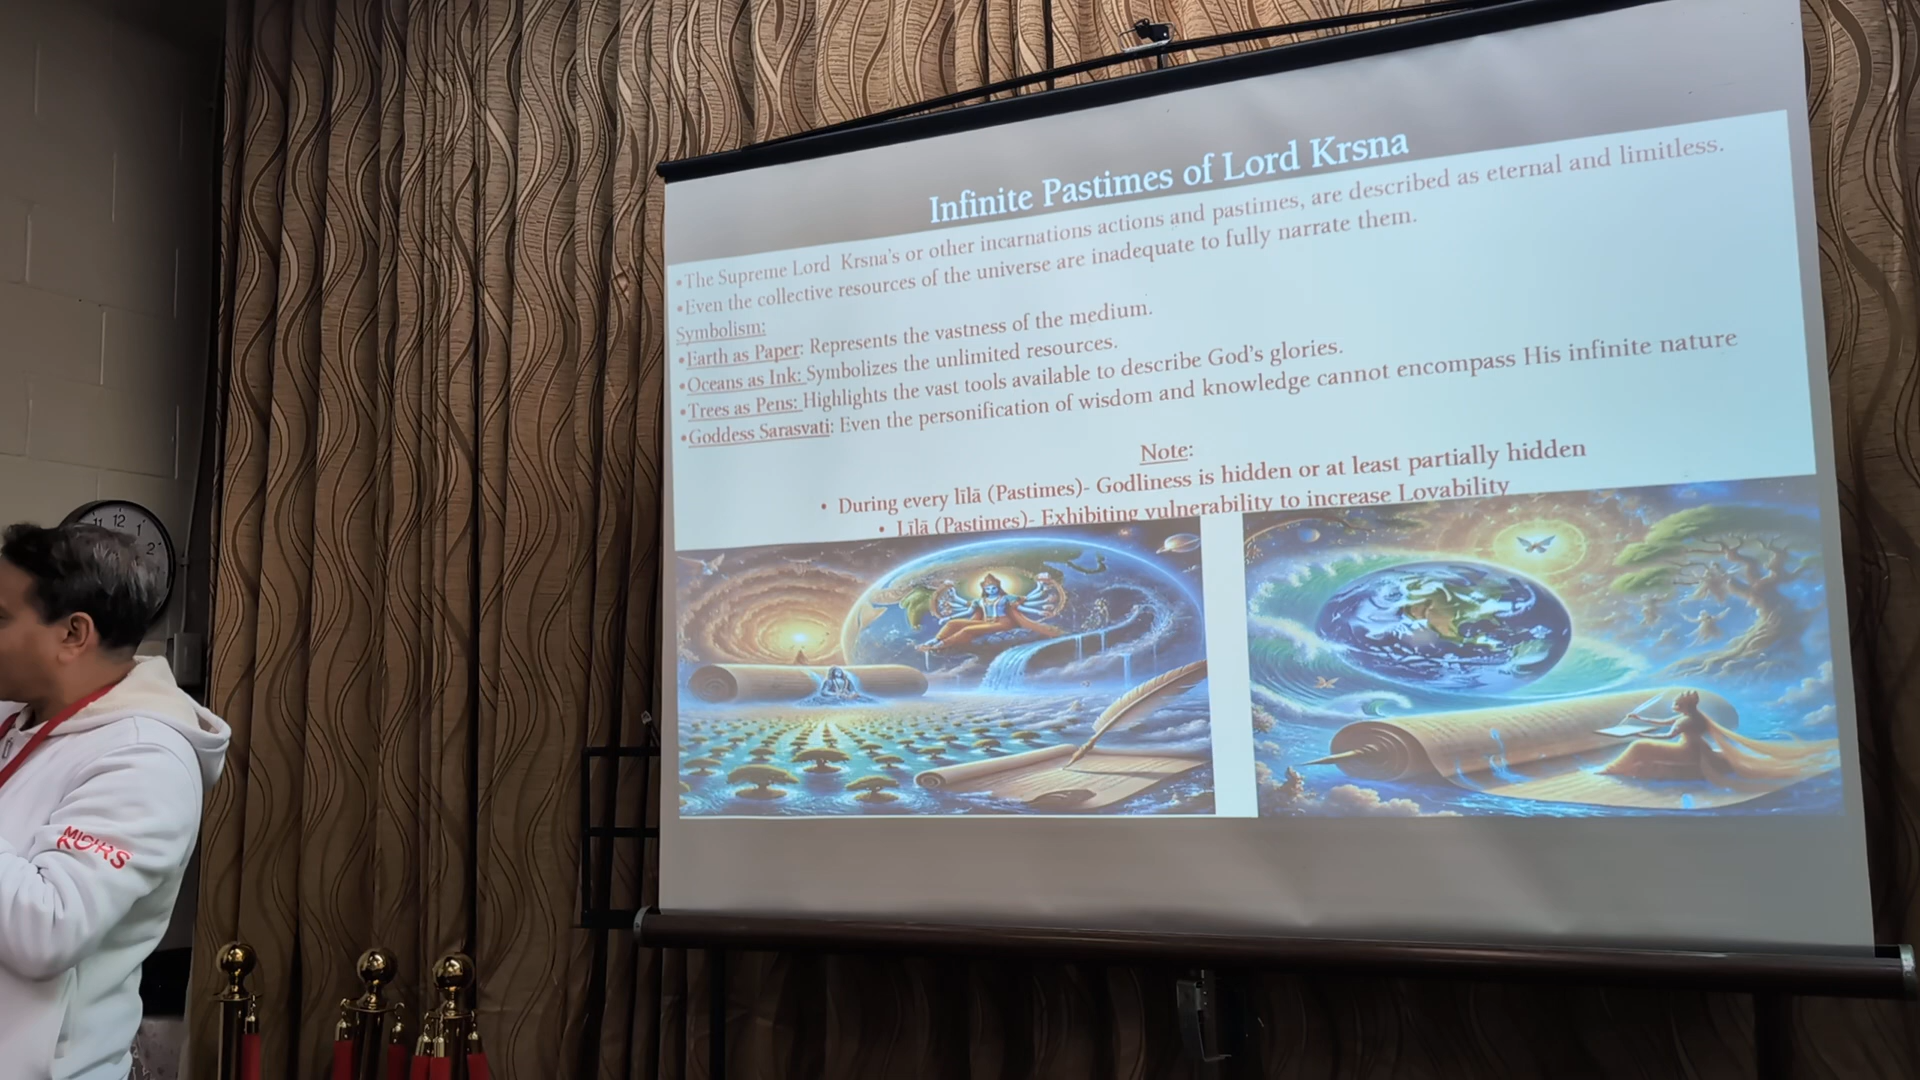 Infinite Pastimes of Lord Krsna
•The Supreme Lord Krsna's or other incarnations actions and pastimes, are described as eternal and limitless.
•Even the collective resources of the universe are inadequate to fully narrate them.
Symbolism:
•Earth as Paper: Represents the vastness of the medium.
•Oceans as Ink: Symbolizes the unlimited resources.
•Trees as Pens: Highlights the vast tools available to describe God's glories.
•Goddess Sarasvati: Even the personification of wisdom and knowledge cannot encompass His infinite nature
Note:
• During every līlā (Pastimes)- Godliness is hidden or at least partially hidden
• Līlā (Pastimes)- Exhibiting vulnerability to increase Lovability
11 12 1
2
KORS